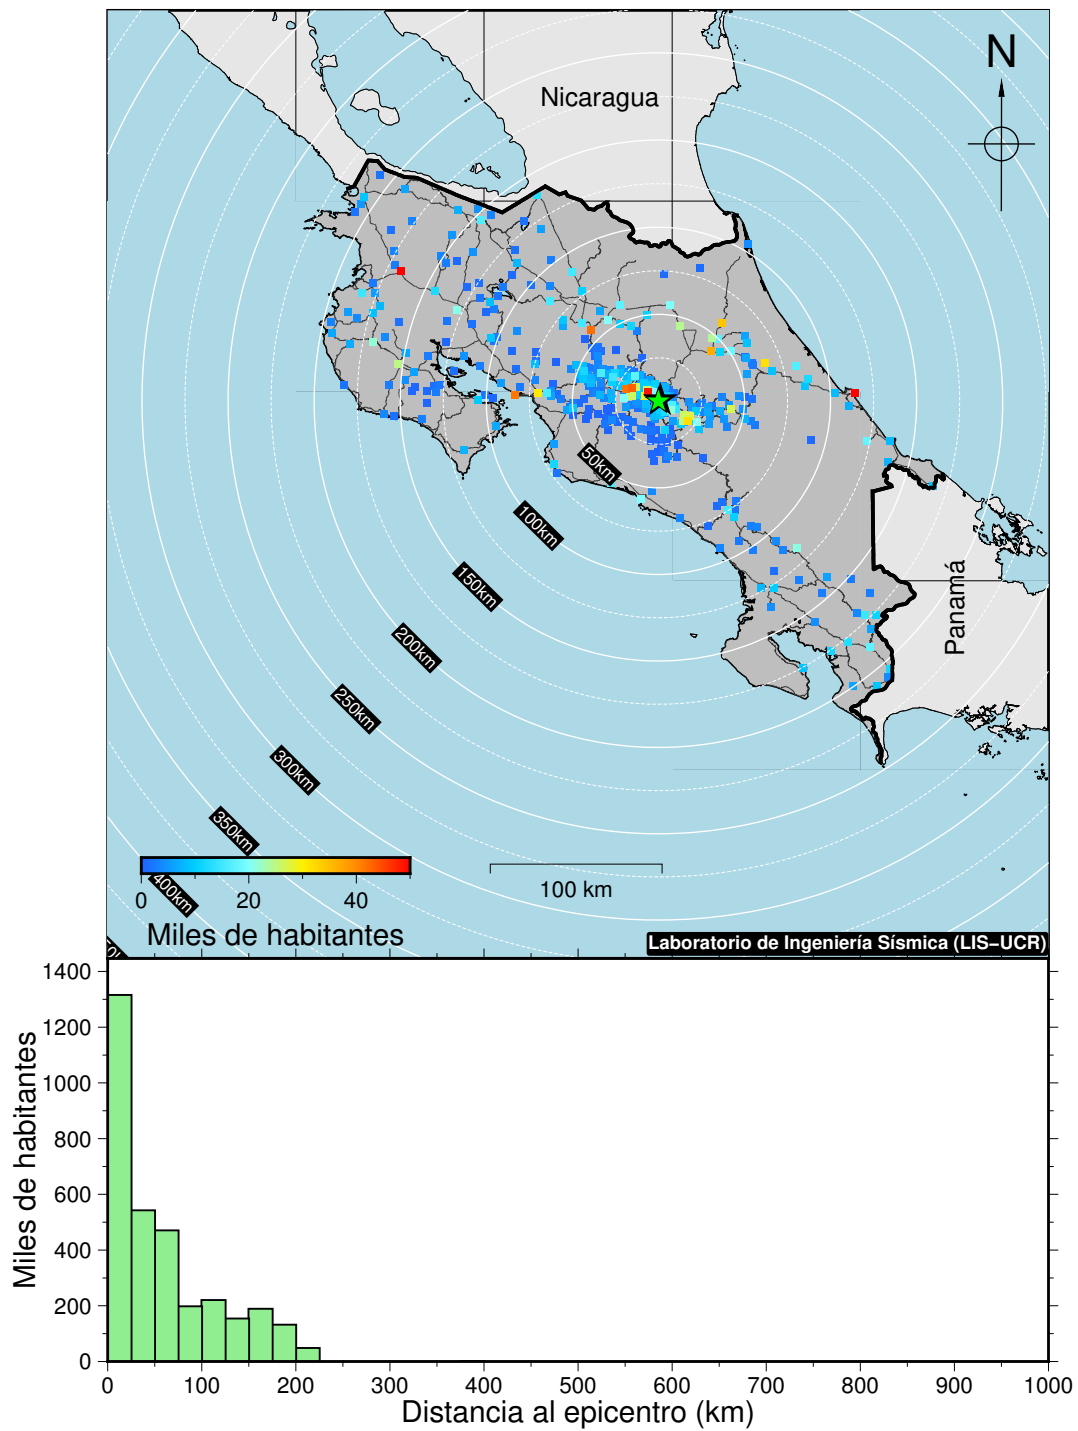 N
Nicaragua
Panamá
50km
100km
150km
200km
250km
300km
350km
400km
0 20 40
Miles de habitantes
100 km
Laboratorio de Ingeniería Sísmica (LIS−UCR)
1400
1200
1000
800
600
400
200
0
Miles de habitantes
0 100 200 300 400 500 600 700 800 900 1000
Distancia al epicentro (km)